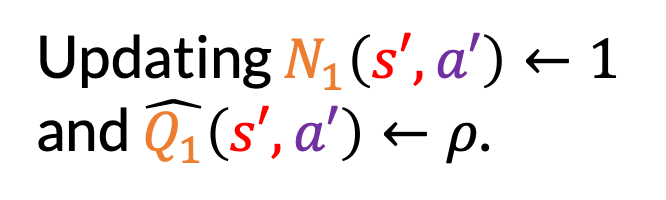 Updating N₁(s′, a′) ← 1
and Q̂₁(s′, a′) ← ρ.